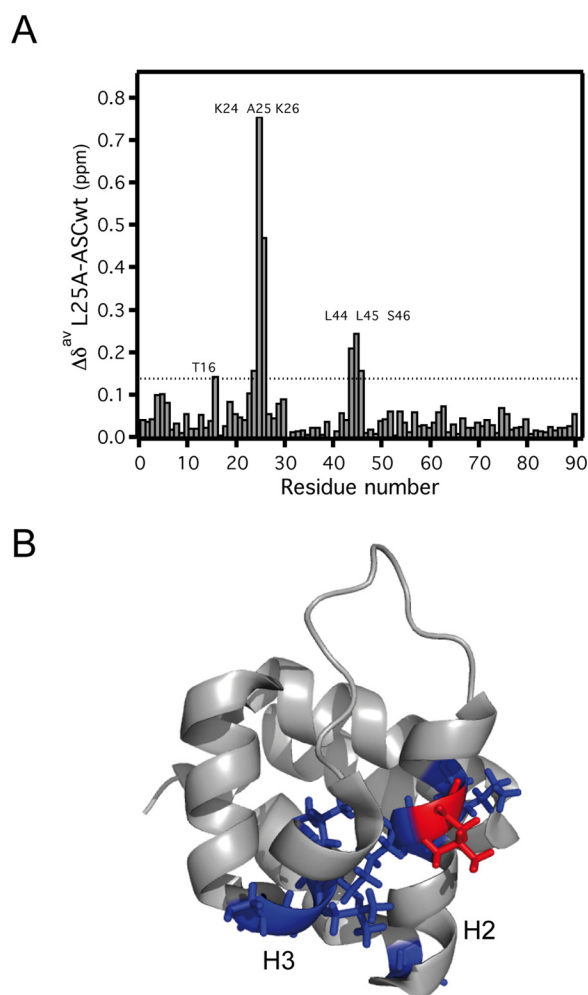 A
Δδav L25A-ASCwt (ppm)
0.8
0.7
0.6
0.5
0.4
0.3
0.2
0.1
0.0
K24 A25 K26
L44 L45 S46
T16
0 10 20 30 40 50 60 70 80 90
Residue number
B
H3
H2